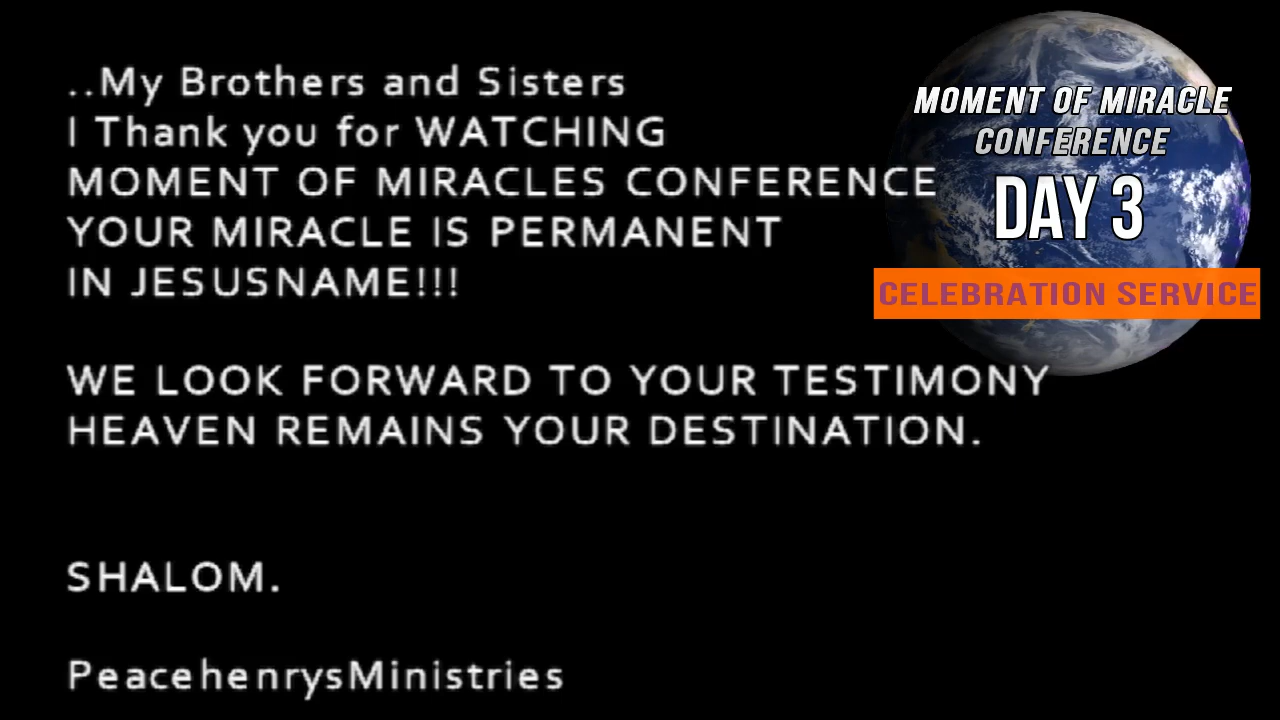 ..My Brothers and Sisters
I Thank you for WATCHING
MOMENT OF MIRACLES CONFERENCE
YOUR MIRACLE IS PERMANENT
IN JESUSNAME!!!
WE LOOK FORWARD TO YOUR TESTIMONY
HEAVEN REMAINS YOUR DESTINATION.
SHALOM.
PeacehenrysMinistries
MOMENT OF MIRACLE
CONFERENCE
DAY 3
CELEBRATION SERVICE